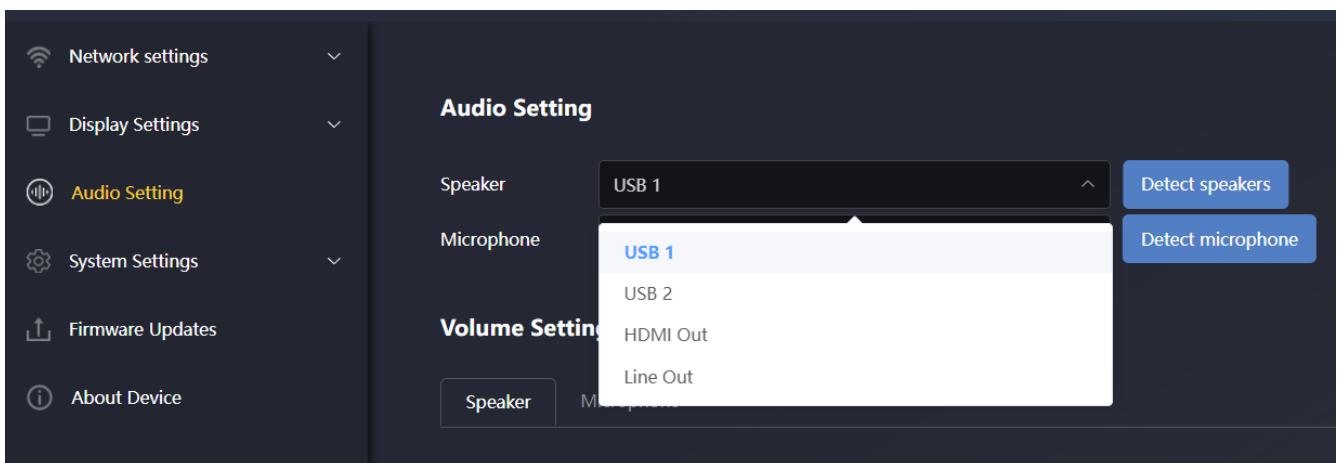 Network settings
Display Settings
Audio Setting
System Settings
Firmware Updates
About Device
Audio Setting
Speaker
USB 1
Detect speakers
Microphone
Detect microphone
USB 1
USB 2
HDMI Out
Line Out
Volume Settin
Speaker